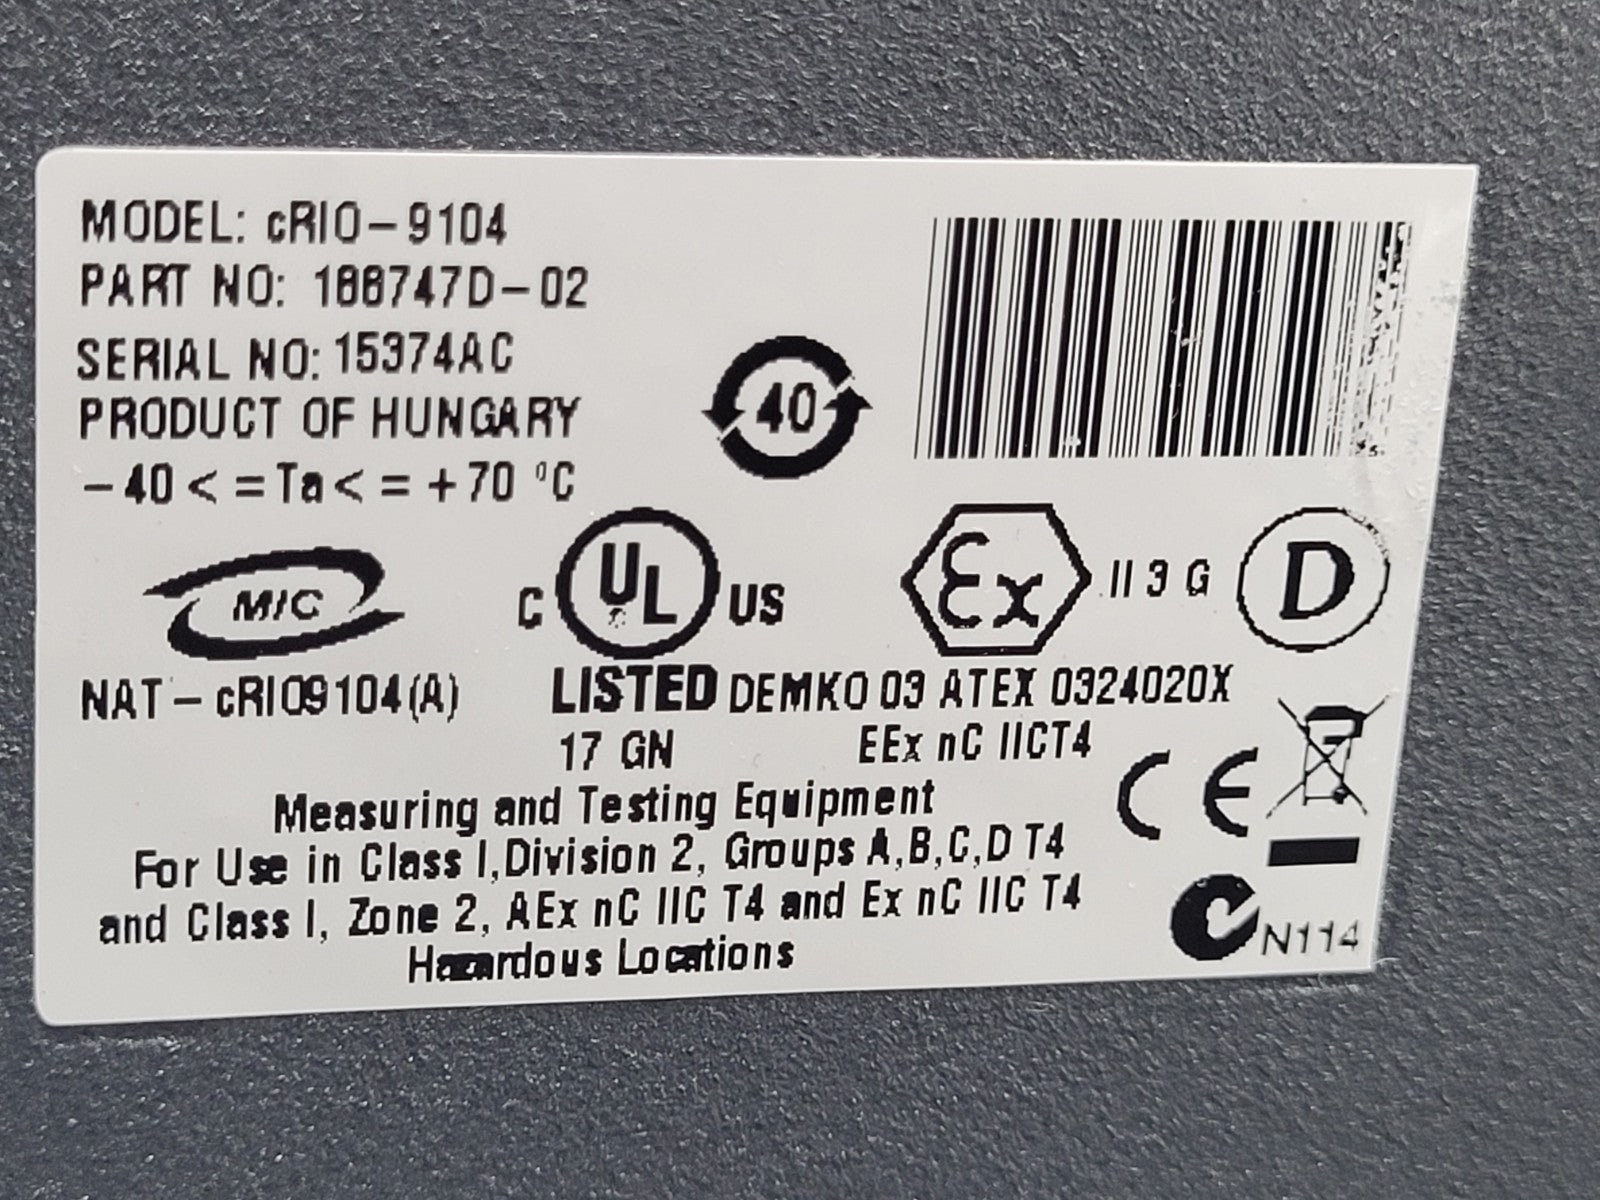 MODEL: cRIO-9104
PART NO: 188747D-02
SERIAL NO: 15374AC
PRODUCT OF HUNGARY
-40 < = Ta < = +70 °C
40
M/C
NAT-cRIO9104(A)
C UL US
LISTED
17 GN
Ex II 3 G
D
DEMKO 03 ATEX 0324020X
EEx nC IICT4
Measuring and Testing Equipment
For Use in Class I, Division 2, Groups A,B,C,D T4
and Class I, Zone 2, AEx nC IIC T4 and Ex nC IIC T4
Hazardous Locations
CE
N114